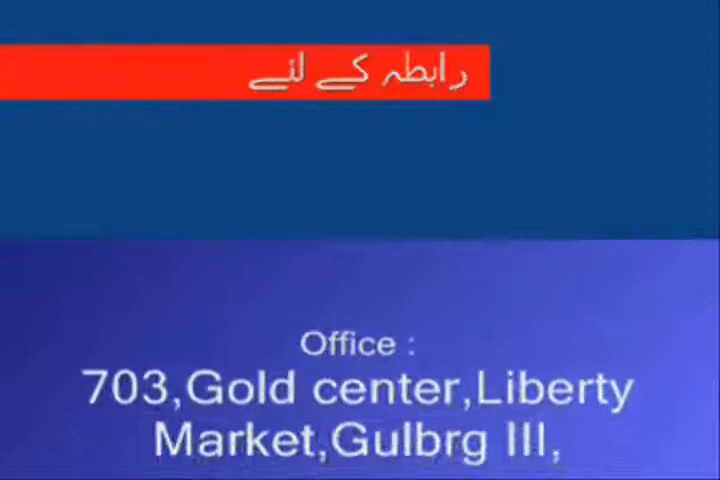 رابطہ کے لئے
Office :
703,Gold center,Liberty
Market,Gulbrg III,